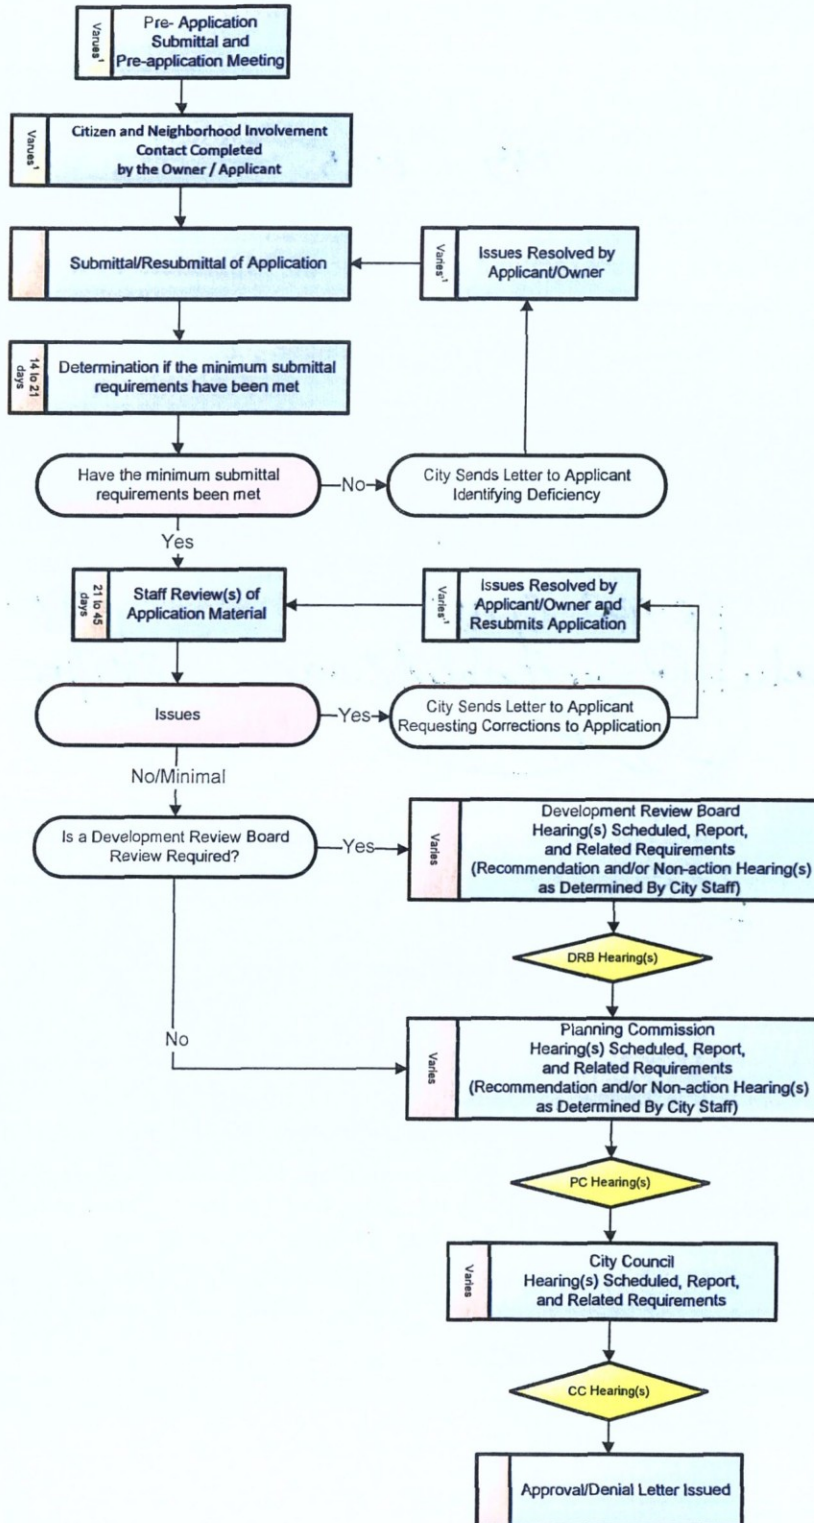 Varues¹
Pre- Application
Submittal and
Pre-application Meeting
Varues¹
Citizen and Neighborhood Involvement
Contact Completed
by the Owner / Applicant
Submittal/Resubmittal of Application
Varies¹
Issues Resolved by
Applicant/Owner
14 to 21
days
Determination if the minimum submittal
requirements have been met
Have the minimum submittal
requirements been met
No
City Sends Letter to Applicant
Identifying Deficiency
Yes
21 to 45
days
Staff Review(s) of
Application Material
Varies¹
Issues Resolved by
Applicant/Owner and
Resubmits Application
Issues
Yes
City Sends Letter to Applicant
Requesting Corrections to Application
No/Minimal
Is a Development Review Board
Review Required?
Yes
Varies
Development Review Board
Hearing(s) Scheduled, Report,
and Related Requirements
(Recommendation and/or Non-action Hearing(s)
as Determined By City Staff)
DRB Hearing(s)
No
Varies
Planning Commission
Hearing(s) Scheduled, Report,
and Related Requirements
(Recommendation and/or Non-action Hearing(s)
as Determined By City Staff)
PC Hearing(s)
Varies
City Council
Hearing(s) Scheduled, Report,
and Related Requirements
CC Hearing(s)
Approval/Denial Letter Issued